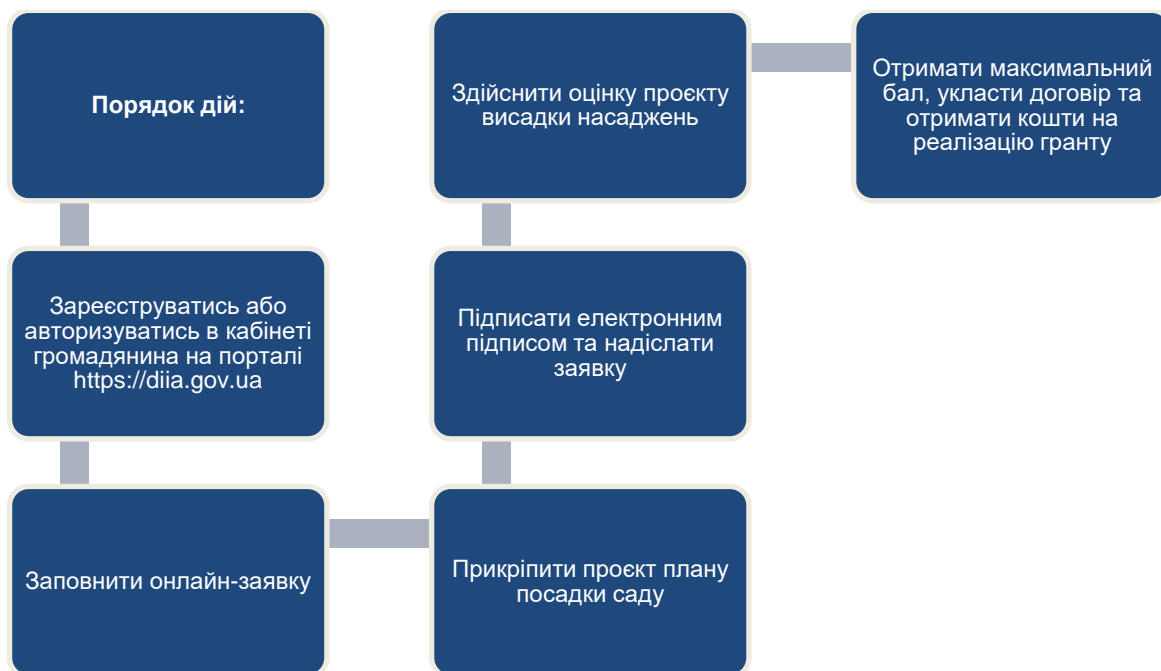 Порядок дій:
Зареєструватись або
авторизуватись в кабінеті
громадянина на порталі
https://diia.gov.ua
Заповнити онлайн-заявку
Прикріпити проєкт плану
посадки саду
Підписати електронним
підписом та надіслати
заявку
Здійснити оцінку проєкту
висадки насаджень
Отримати максимальний
бал, укласти договір та
отримати кошти на
реалізацію гранту